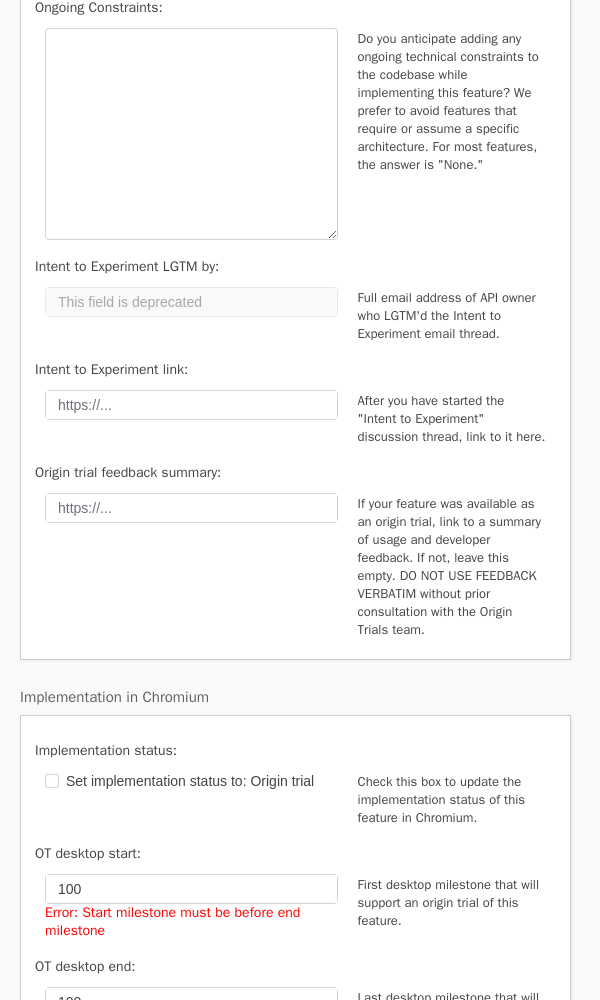 Ongoing Constraints:
Do you anticipate adding any
ongoing technical constraints to
the codebase while
implementing this feature? We
prefer to avoid features that
require or assume a specific
architecture. For most features,
the answer is "None."
Intent to Experiment LGTM by:
This field is deprecated
Full email address of API owner
who LGTM'd the Intent to
Experiment email thread.
Intent to Experiment link:
https://...
After you have started the
"Intent to Experiment"
discussion thread, link to it here.
Origin trial feedback summary:
https://...
If your feature was available as
an origin trial, link to a summary
of usage and developer
feedback. If not, leave this
empty. DO NOT USE FEEDBACK
VERBATIM without prior
consultation with the Origin
Trials team.
Implementation in Chromium
Implementation status:
Set implementation status to: Origin trial
Check this box to update the
implementation status of this
feature in Chromium.
OT desktop start:
100
Error: Start milestone must be before end
milestone
First desktop milestone that will
support an origin trial of this
feature.
OT desktop end:
100
Last desktop milestone that will